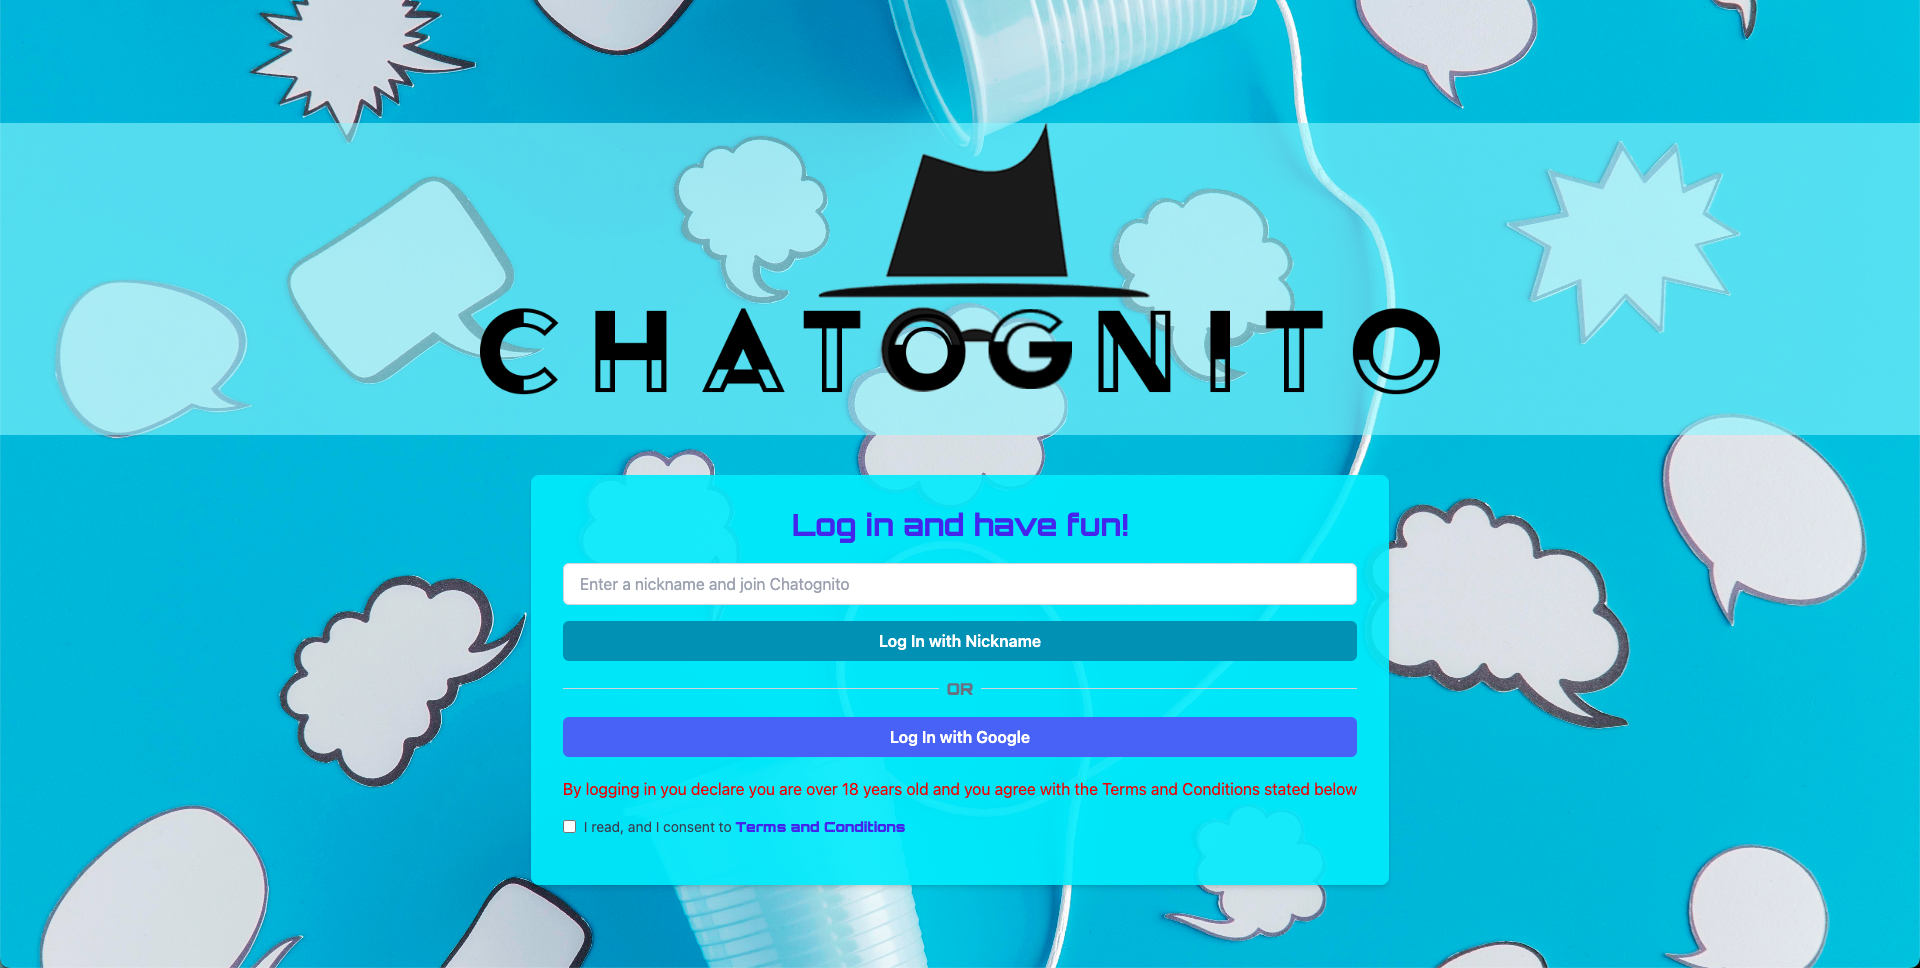 CHATOGNITO
Log in and have fun!
Enter a nickname and join Chatognito
Log In with Nickname
OR
Log In with Google
By logging in you declare you are over 18 years old and you agree with the Terms and Conditions stated below
I read, and I consent to Terms and Conditions